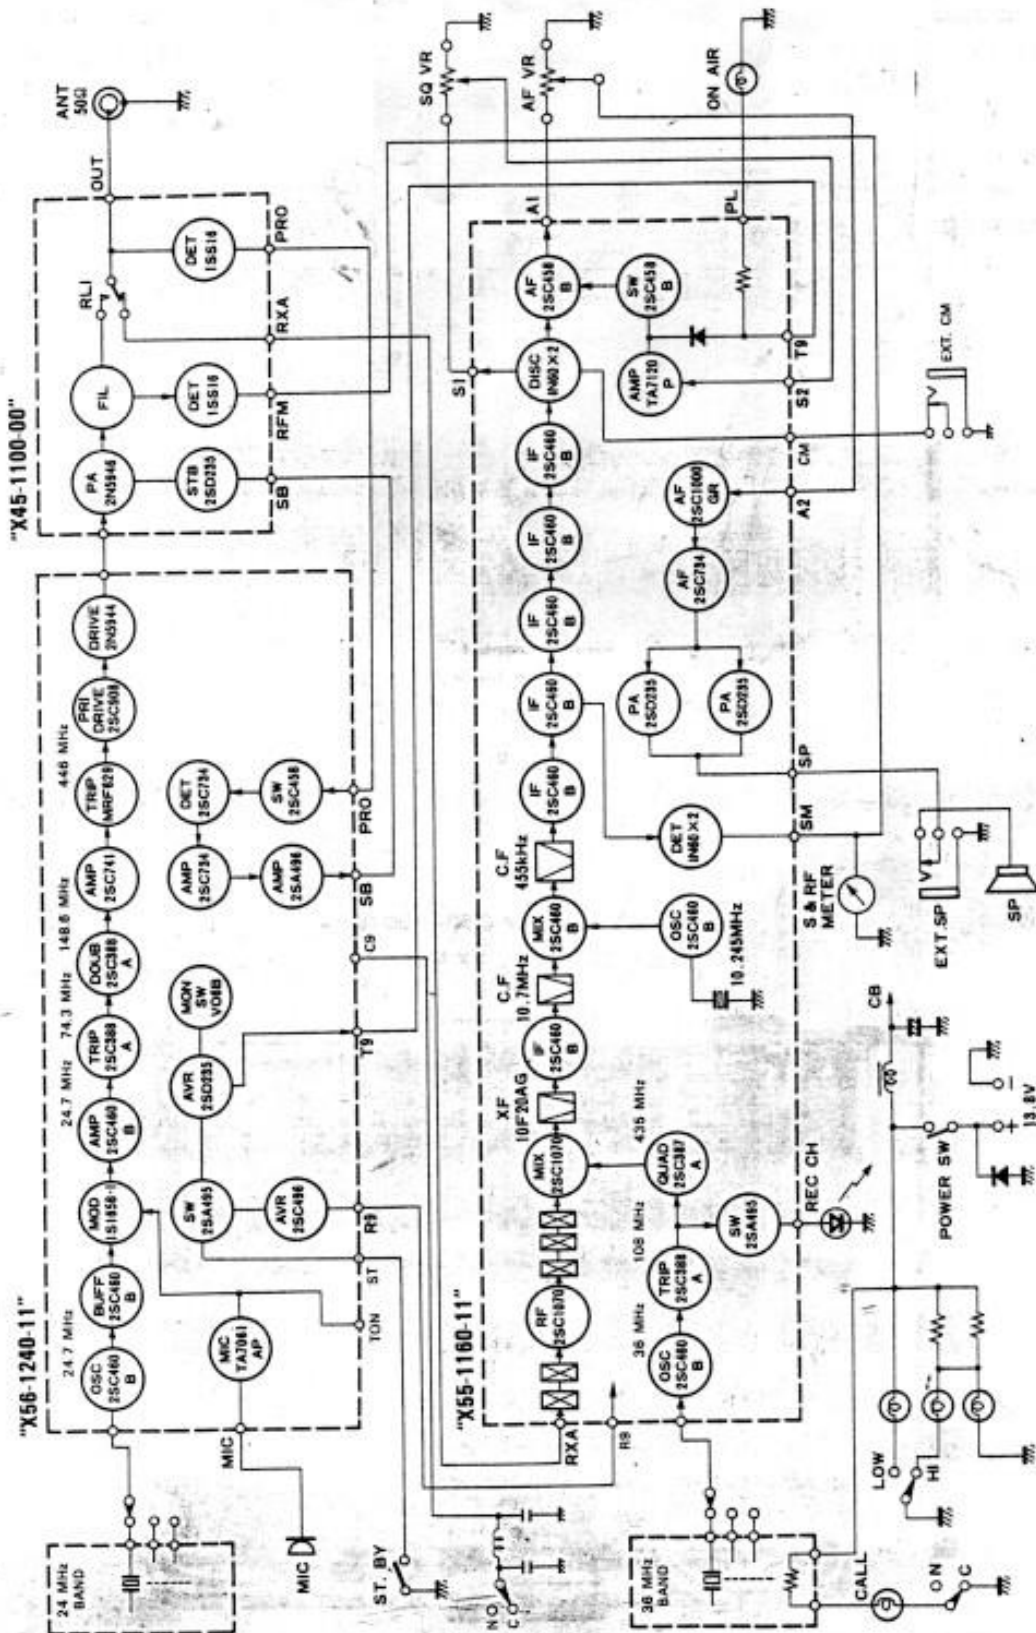 "X56-1240-11"
24.7 MHz
24.7 MHz
74.3 MHz
148.6 MHz
446 MHz
OSC
2SC460
B
BUFF
2SC460
B
MOD
1S1658-1
AMP
2SC460
B
TRIP
2SC388
A
DOUB
2SC388
A
AMP
2SC741
TRIP
MRF629
PRI
DRIVE
2SC908
DRIVE
2N5944
MIC
TA7061
AP
SW
2SA495
AVR
2SC496
AVR
2SD235
MON
SW
V06B
AMP
2SC734
DET
2SC734
AMP
2SA496
SW
2SC458
MIC
TON
ST
R9
T9
C9
SB
PRO
"X45-1100-00"
PA
2N5946
FIL
RL1
STB
2SD235
DET
1SS16
DET
1SS16
SB
RFM
RXA
PRO
OUT
ANT
50Ω
24 MHz
BAND
MIC
ST. BY
N
C
"X55-1160-11"
RXA
R9
RF
2SC1070
MIX
2SC1070
XF
10F20AG
IF
2SC460
B
C.F
10.7MHz
MIX
2SC460
B
C.F
455kHz
IF
2SC460
B
IF
2SC460
B
IF
2SC460
B
IF
2SC460
B
IF
2SC460
B
DISC
IN60×2
AF
2SC458
B
36 MHz
108 MHz
435 MHz
OSC
2SC460
B
TRIP
2SC388
A
QUAD
2SC387
A
SW
2SA495
OSC
2SC460
B
10.245MHz
DET
IN60×2
PA
2SD235
PA
2SD235
AF
2SC734
AF
2SC1000
GR
AMP
TA7120
P
SW
2SC458
B
S1
A1
PL
SQ VR
AF VR
ON AIR
SM
SP
A2
CM
S2
T9
EXT. CM
36 MHz
BAND
CALL
N
C
LOW
HI
REC CH
POWER SW
CB
13.8V
S & RF
METER
EXT.SP
SP